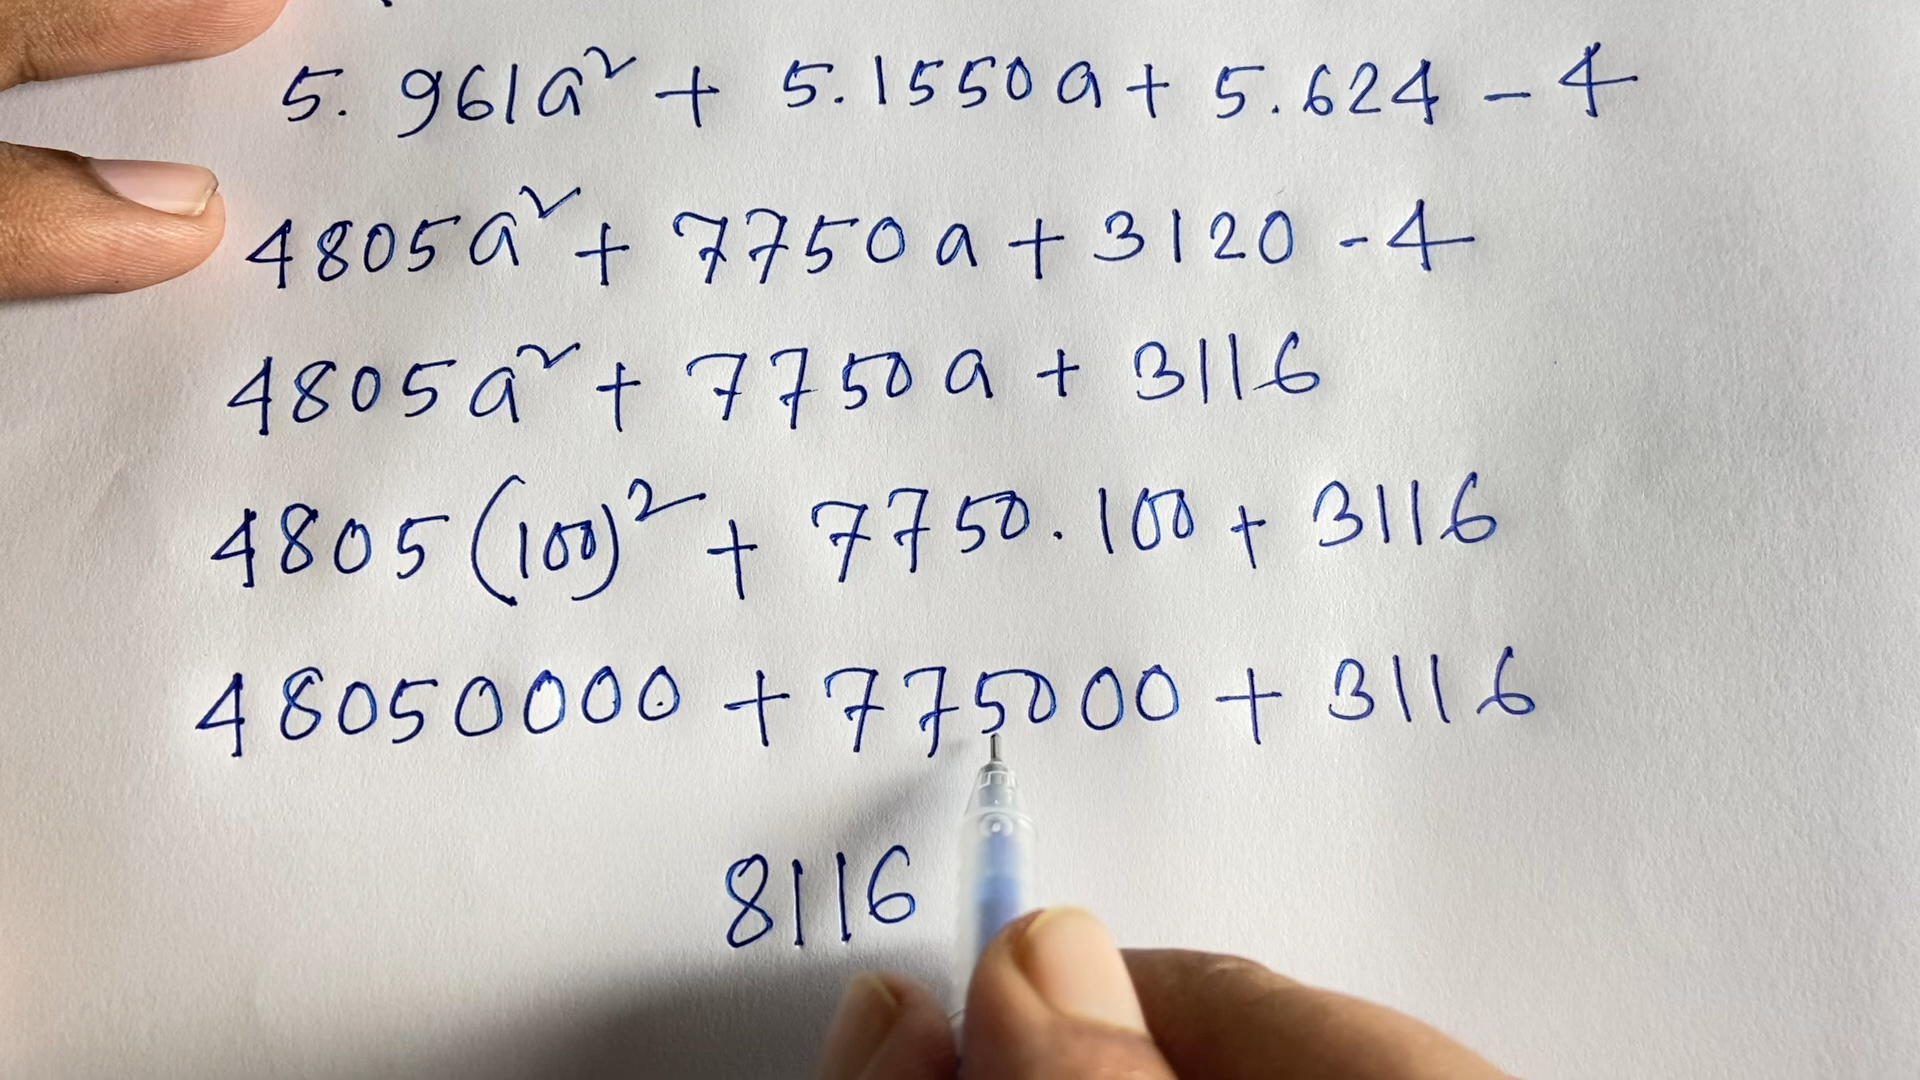 5.961a² + 5.1550a + 5.624 - 4
4805a² + 7750a + 3120 - 4
4805a² + 7750a + 3116
4805(100)² + 7750.100 + 3116
48050000 + 775000 + 3116
8116